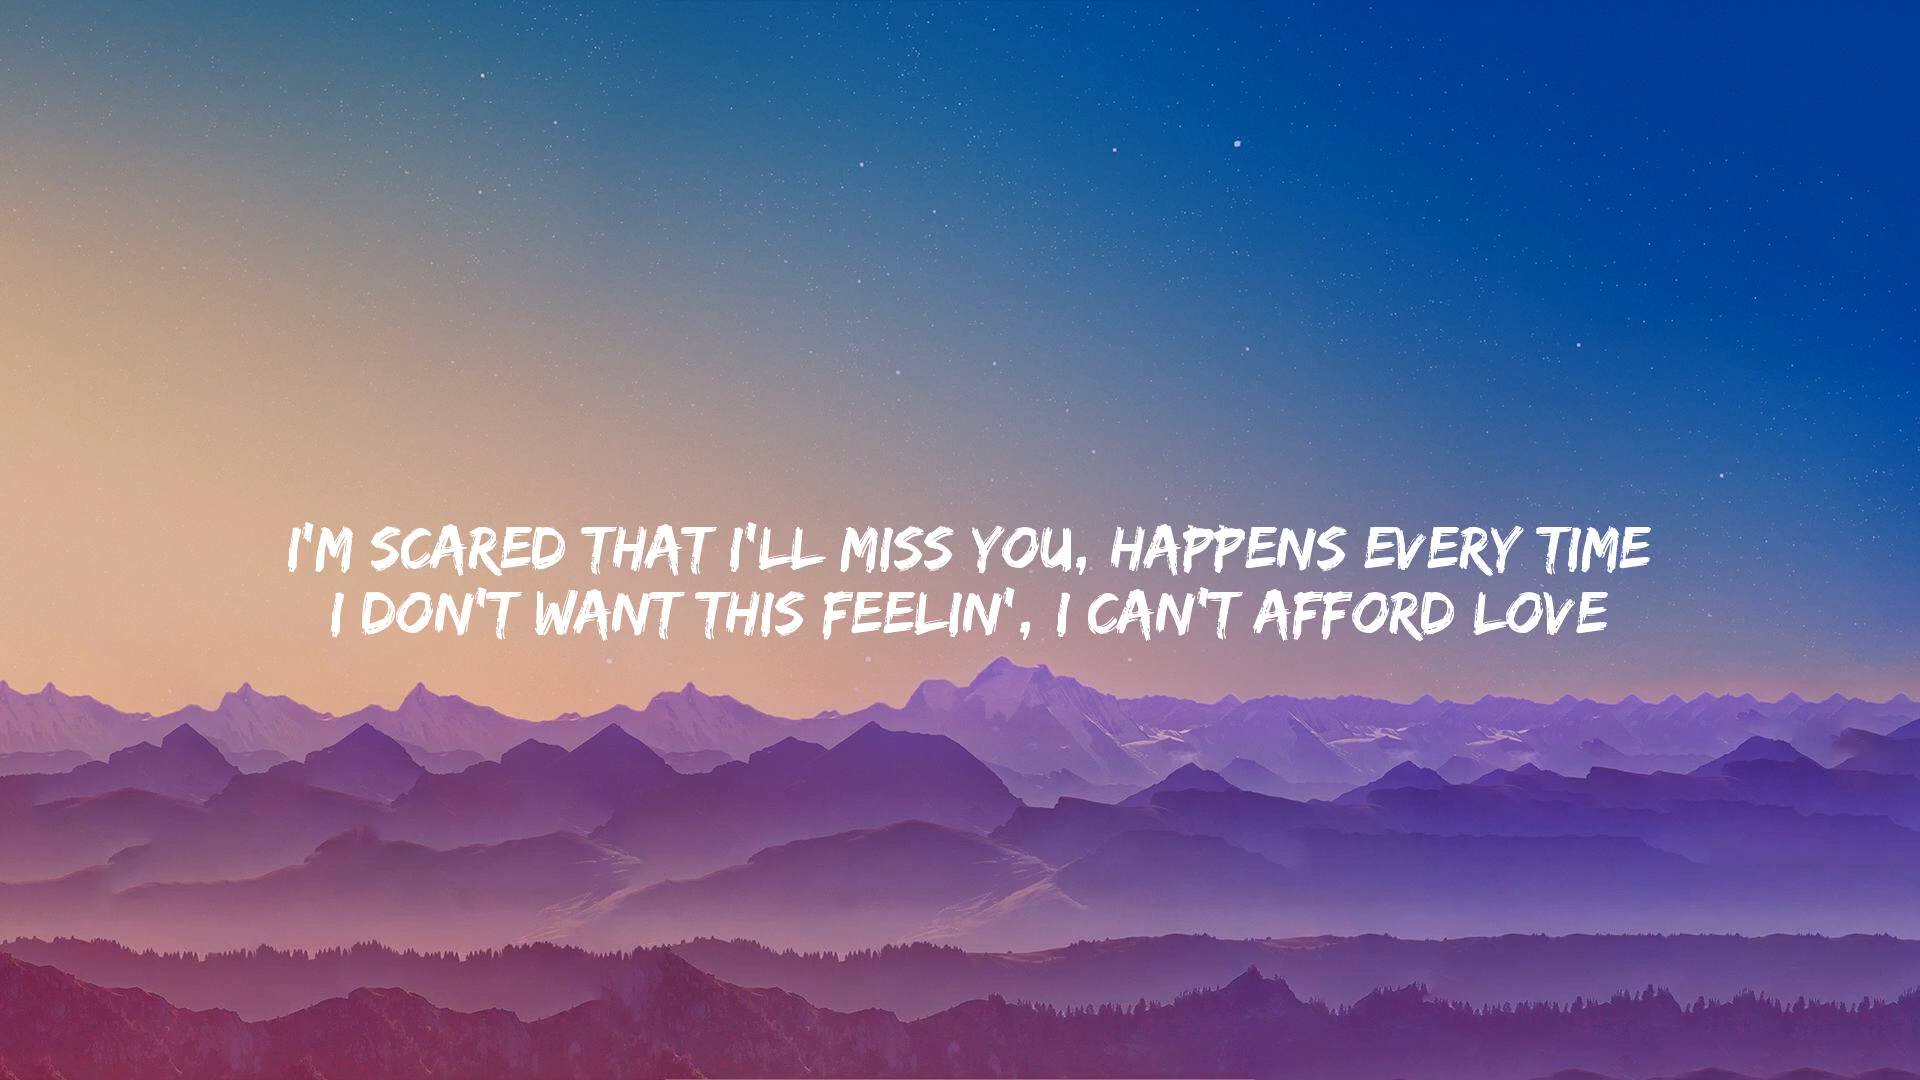 I'M SCARED THAT I'LL MISS YOU, HAPPENS EVERY TIME
I DON'T WANT THIS FEELIN', I CAN'T AFFORD LOVE